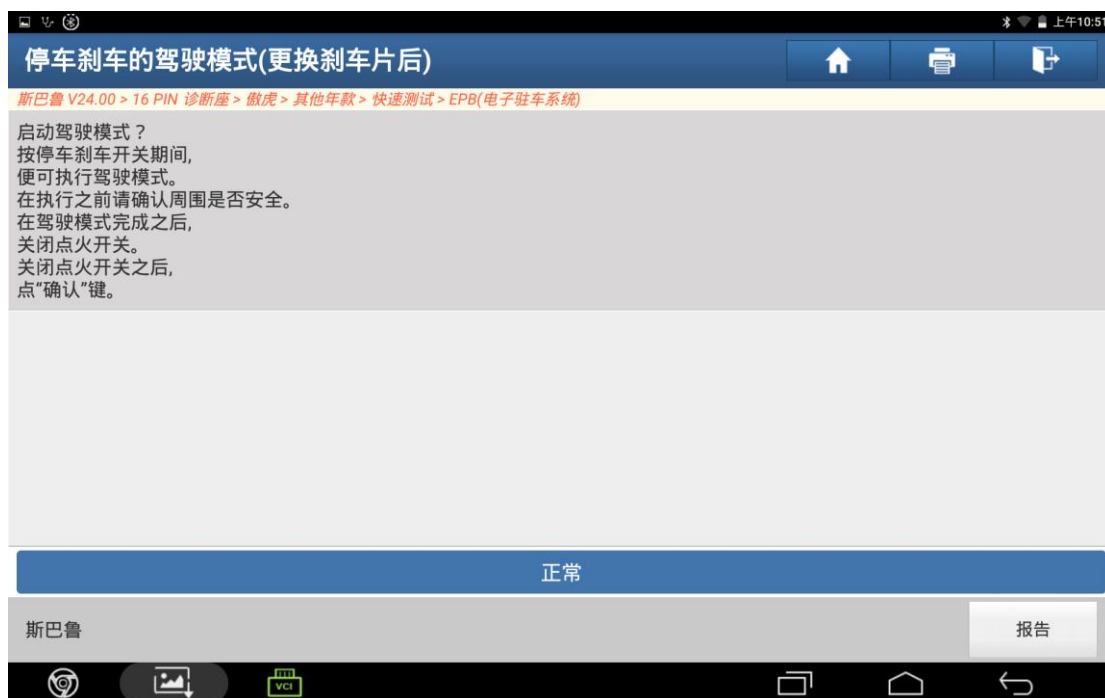 上午10:51
停车刹车的驾驶模式(更换刹车片后)
斯巴鲁 V24.00 > 16 PIN 诊断座 > 傲虎 > 其他年款 > 快速测试 > EPB(电子驻车系统)
启动驾驶模式？
按停车刹车开关期间,
便可执行驾驶模式。
在执行之前请确认周围是否安全。
在驾驶模式完成之后,
关闭点火开关。
关闭点火开关之后,
点“确认”键。
正常
斯巴鲁
报告
VCI